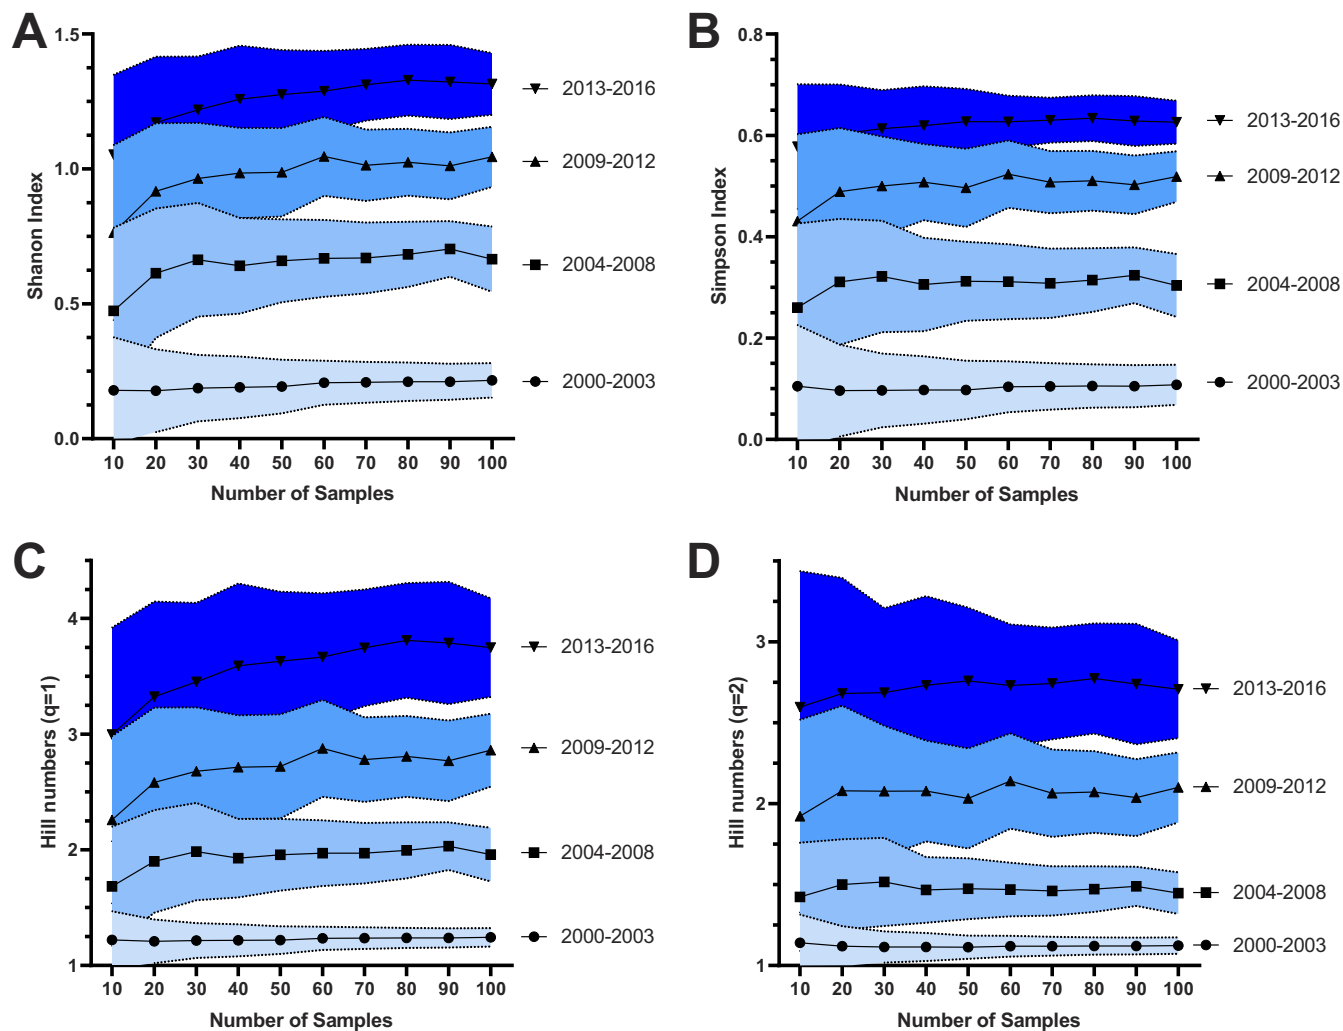 A
1.5
1.0
0.5
0.0
Shanon Index
10 20 30 40 50 60 70 80 90 100
Number of Samples
2013-2016
2009-2012
2004-2008
2000-2003
B
0.8
0.6
0.4
0.2
0.0
Simpson Index
10 20 30 40 50 60 70 80 90 100
Number of Samples
2013-2016
2009-2012
2004-2008
2000-2003
C
4
3
2
1
Hill numbers (q=1)
10 20 30 40 50 60 70 80 90 100
Number of Samples
2013-2016
2009-2012
2004-2008
2000-2003
D
3
2
1
Hill numbers (q=2)
10 20 30 40 50 60 70 80 90 100
Number of Samples
2013-2016
2009-2012
2004-2008
2000-2003